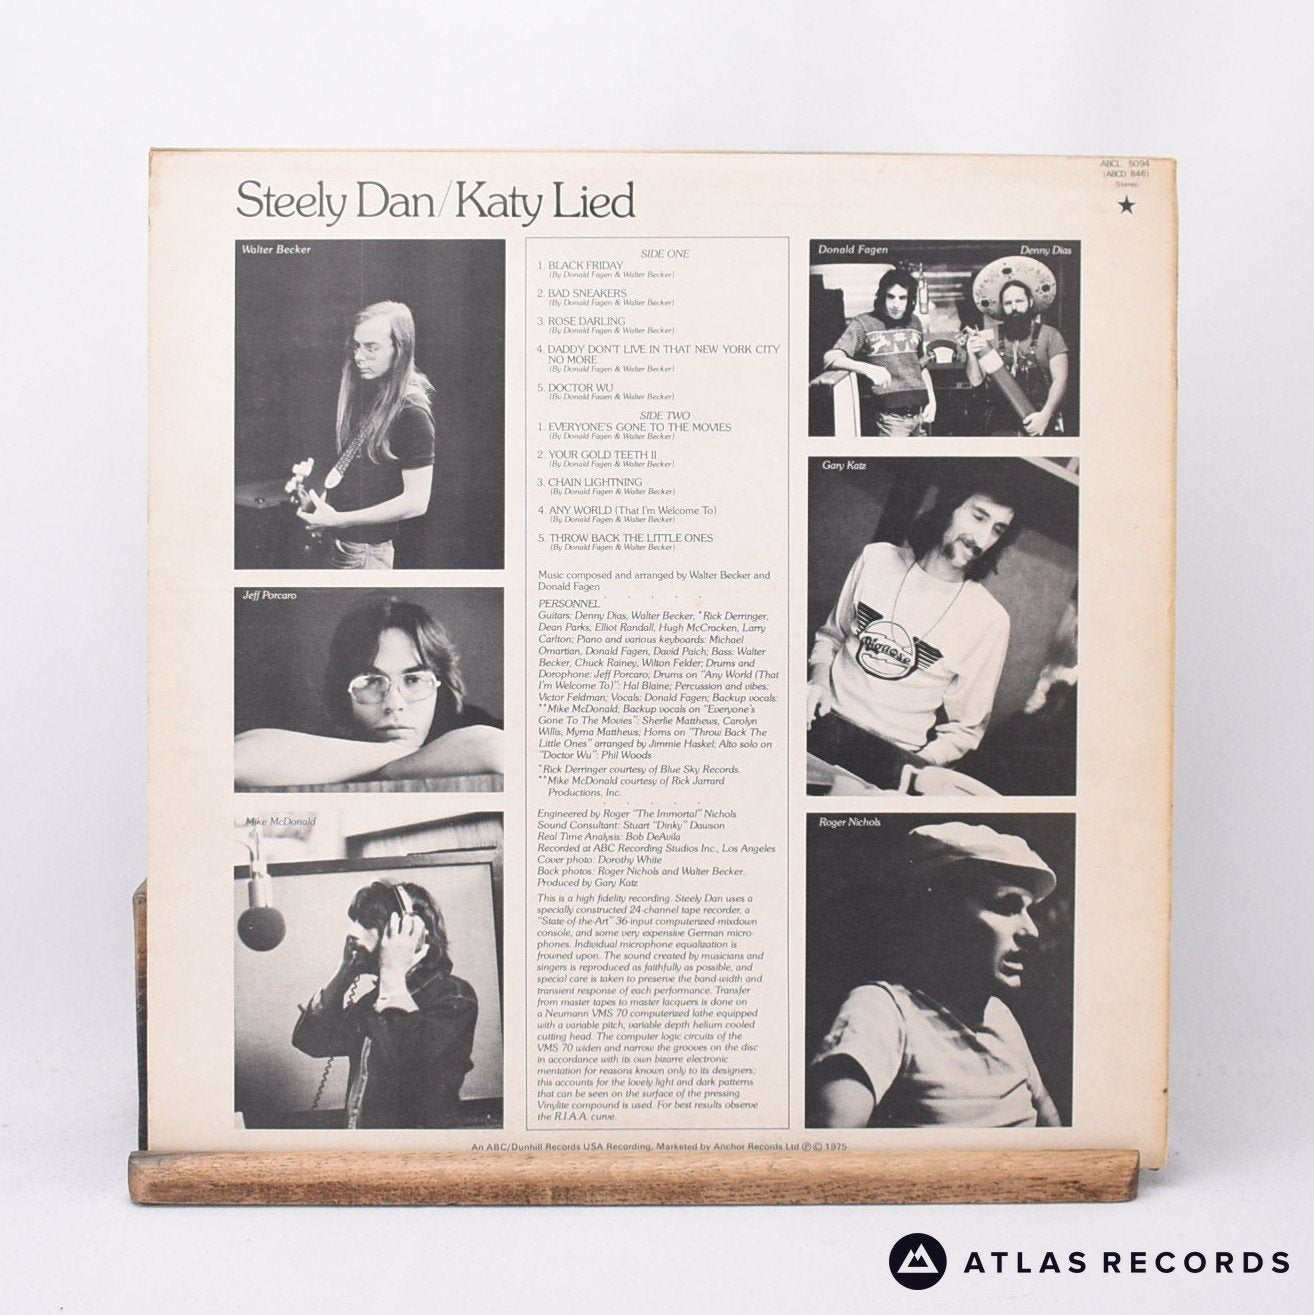 ABCL 5094
(ABCD 846)
Stereo
Steely Dan/Katy Lied
Walter Becker
Jeff Porcaro
Mike McDonald
SIDE ONE
1. BLACK FRIDAY
(By Donald Fagen & Walter Becker)
2. BAD SNEAKERS
(By Donald Fagen & Walter Becker)
3. ROSE DARLING
(By Donald Fagen & Walter Becker)
4. DADDY DON'T LIVE IN THAT NEW YORK CITY
NO MORE
(By Donald Fagen & Walter Becker)
5. DOCTOR WU
(By Donald Fagen & Walter Becker)
SIDE TWO
1. EVERYONE'S GONE TO THE MOVIES
(By Donald Fagen & Walter Becker)
2. YOUR GOLD TEETH II
(By Donald Fagen & Walter Becker)
3. CHAIN LIGHTNING
(By Donald Fagen & Walter Becker)
4. ANY WORLD (That I'm Welcome To)
(By Donald Fagen & Walter Becker)
5. THROW BACK THE LITTLE ONES
(By Donald Fagen & Walter Becker)
Music composed and arranged by Walter Becker and
Donald Fagen
PERSONNEL
Guitars: Denny Dias, Walter Becker, *Rick Derringer,
Dean Parks, Elliot Randall, Hugh McCracken, Larry
Carlton; Piano and various keyboards: Michael
Omartian, Donald Fagen, David Paich; Bass: Walter
Becker, Chuck Rainey, Wilton Felder; Drums and
Dorophone: Jeff Porcaro; Drums on "Any World (That
I'm Welcome To)": Hal Blaine; Percussion and vibes:
Victor Feldman; Vocals: Donald Fagen; Backup vocals:
**Mike McDonald; Backup vocals on "Everyone's
Gone To The Movies": Sherlie Matthews, Carolyn
Willis, Myrna Matthews; Horns on "Throw Back The
Little Ones" arranged by Jimmie Haskel; Alto solo on
"Doctor Wu": Phil Woods
*Rick Derringer courtesy of Blue Sky Records.
**Mike McDonald courtesy of Rick Jarrard
Productions, Inc.
Engineered by Roger "The Immortal" Nichols
Sound Consultant: Stuart "Dinky" Dawson
Real Time Analysis: Bob DeAvila
Recorded at ABC Recording Studios Inc., Los Angeles
Cover photo: Dorothy White
Back photos: Roger Nichols and Walter Becker.
Produced by Gary Katz
This is a high fidelity recording. Steely Dan uses a
specially constructed 24-channel tape recorder, a
"State-of-the-Art" 36-input computerized-mixdown
console, and some very expensive German micro-
phones. Individual microphone equalization is
frowned upon. The sound created by musicians and
singers is reproduced as faithfully as possible, and
special care is taken to preserve the band-width and
transient response of each performance. Transfer
from master tapes to master lacquers is done on
a Neumann VMS 70 computerized lathe equipped
with a variable pitch, variable depth helium cooled
cutting head. The computer logic circuits of the
VMS 70 widen and narrow the grooves on the disc
in accordance with its own bizarre electronic
mentation for reasons known only to its designers;
this accounts for the lovely light and dark patterns
that can be seen on the surface of the pressing.
Vinylite compound is used. For best results observe
the R.I.A.A. curve.
Donald Fagen
Denny Dias
Gary Katz
Roger Nichols
An ABC/Dunhill Records USA Recording. Marketed by Anchor Records Ltd ℗ © 1975
ATLAS RECORDS